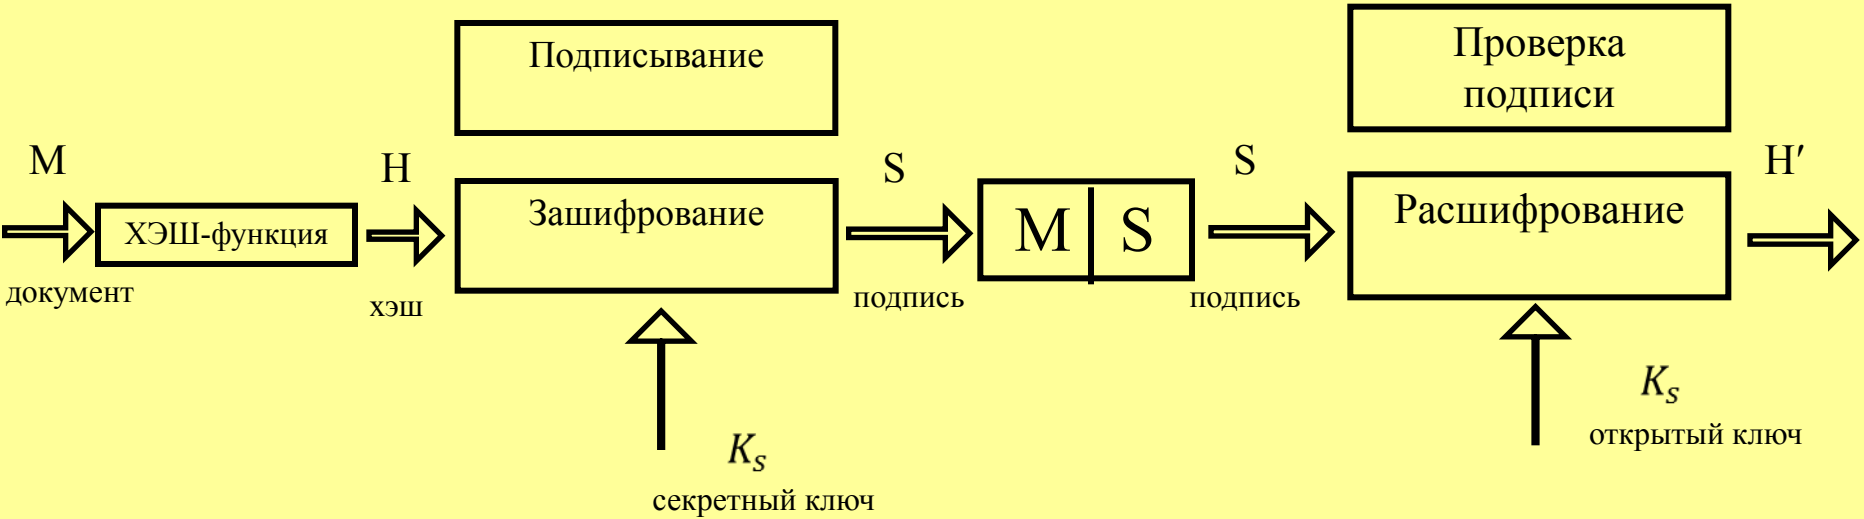 Подписывание
Проверка
подписи
M
H
S
S
H′
ХЭШ-функция
Зашифрование
M S
Расшифрование
документ
хэш
подпись
подпись
Kₛ
открытый ключ
Kₛ
секретный ключ